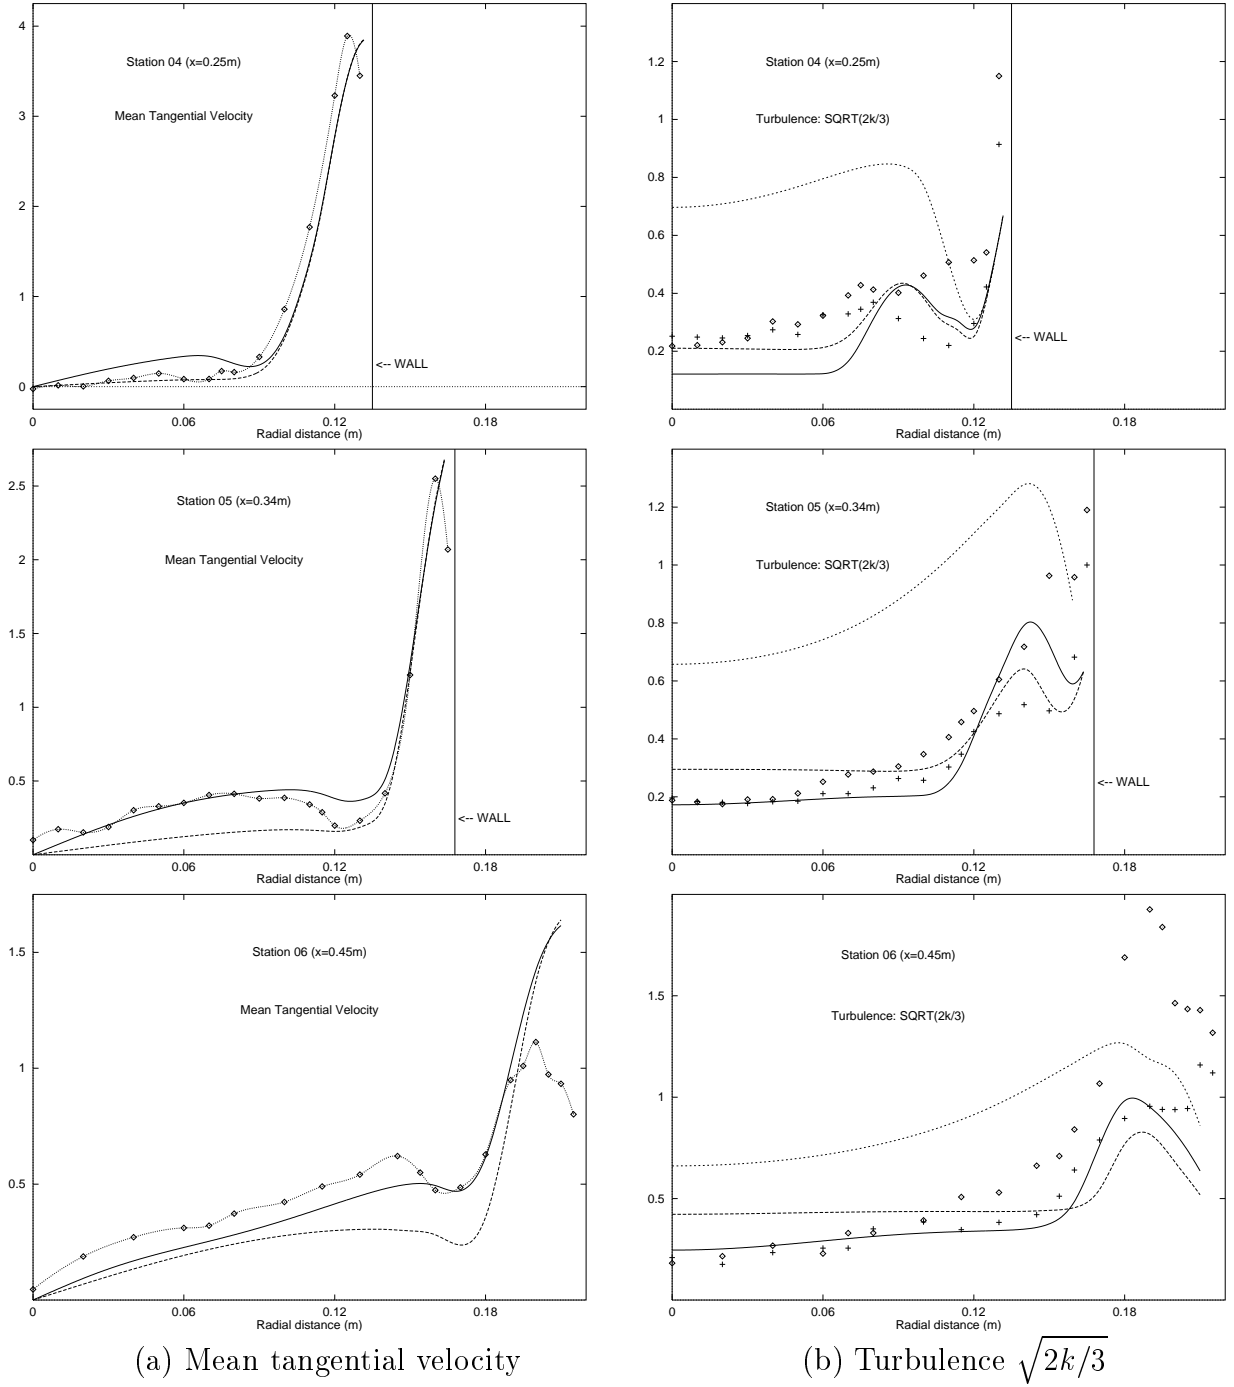 4
3
2
1
0
Station 04 (x=0.25m)
Mean Tangential Velocity
<-- WALL
0 0.06 0.12 0.18
Radial distance (m)
1.2
1
0.8
0.6
0.4
0.2
Station 04 (x=0.25m)
Turbulence: SQRT(2k/3)
<-- WALL
0 0.06 0.12 0.18
Radial distance (m)
2.5
2
1.5
1
0.5
Station 05 (x=0.34m)
Mean Tangential Velocity
<-- WALL
0 0.06 0.12 0.18
Radial distance (m)
1.2
1
0.8
0.6
0.4
0.2
Station 05 (x=0.34m)
Turbulence: SQRT(2k/3)
<-- WALL
0 0.06 0.12 0.18
Radial distance (m)
1.5
1
0.5
Station 06 (x=0.45m)
Mean Tangential Velocity
0 0.06 0.12 0.18
Radial distance (m)
1.5
1
0.5
Station 06 (x=0.45m)
Turbulence: SQRT(2k/3)
0 0.06 0.12 0.18
Radial distance (m)
(a) Mean tangential velocity
(b) Turbulence √2k/3